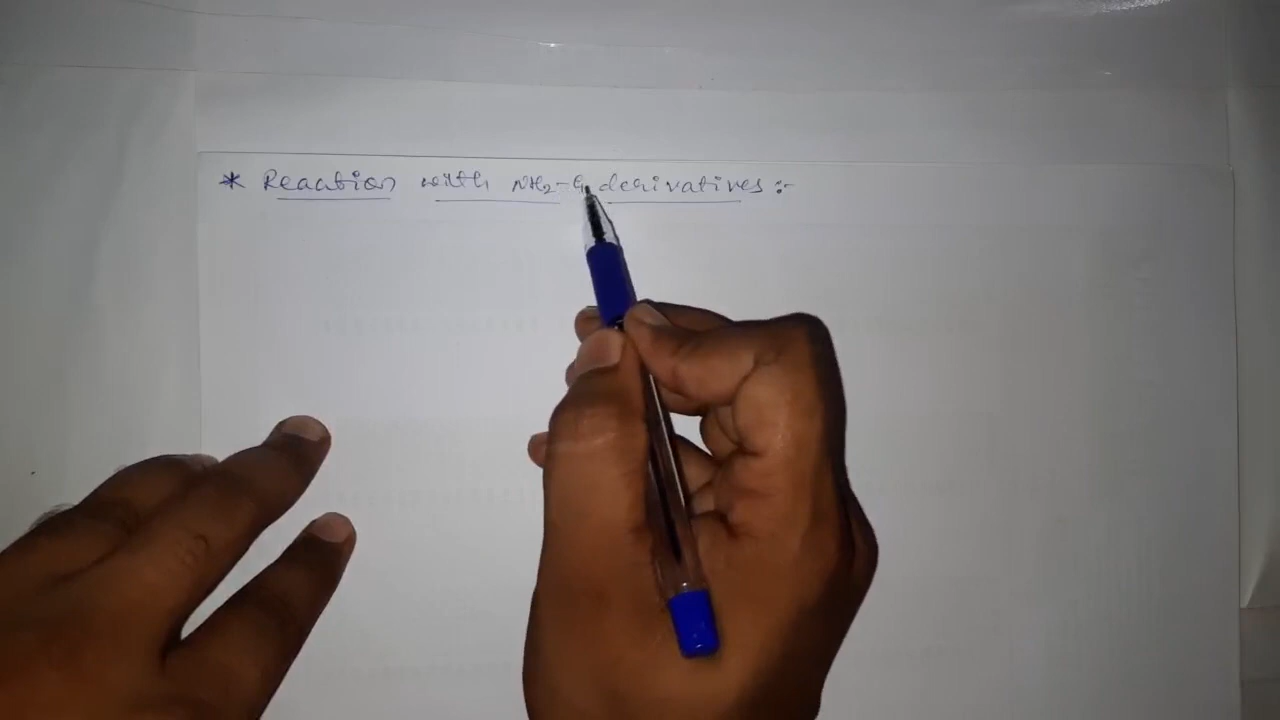 * Reaction with NH2-G derivatives :-